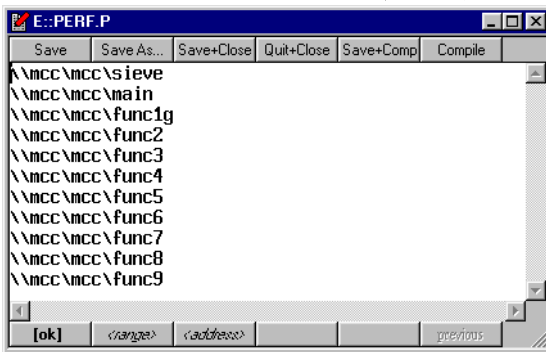 E::PERF.P
Save Save As... Save+Close Quit+Close Save+Comp Compile
\\mcc\mcc\sieve
\\mcc\mcc\main
\\mcc\mcc\func1g
\\mcc\mcc\func2
\\mcc\mcc\func3
\\mcc\mcc\func4
\\mcc\mcc\func5
\\mcc\mcc\func6
\\mcc\mcc\func7
\\mcc\mcc\func8
\\mcc\mcc\func9
[ok] <range> <address> previous